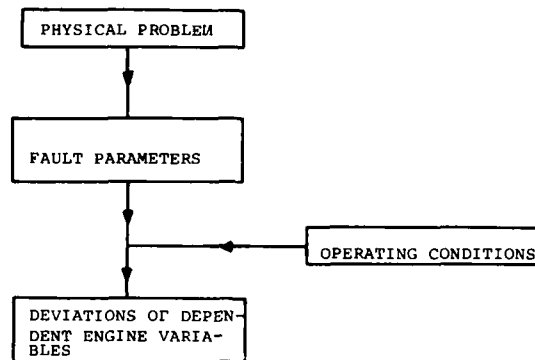 PHYSICAL PROBLEM
FAULT PARAMETERS
OPERATING CONDITIONS
DEVIATIONS OF DEPEN-
DENT ENGINE VARIA-
BLES